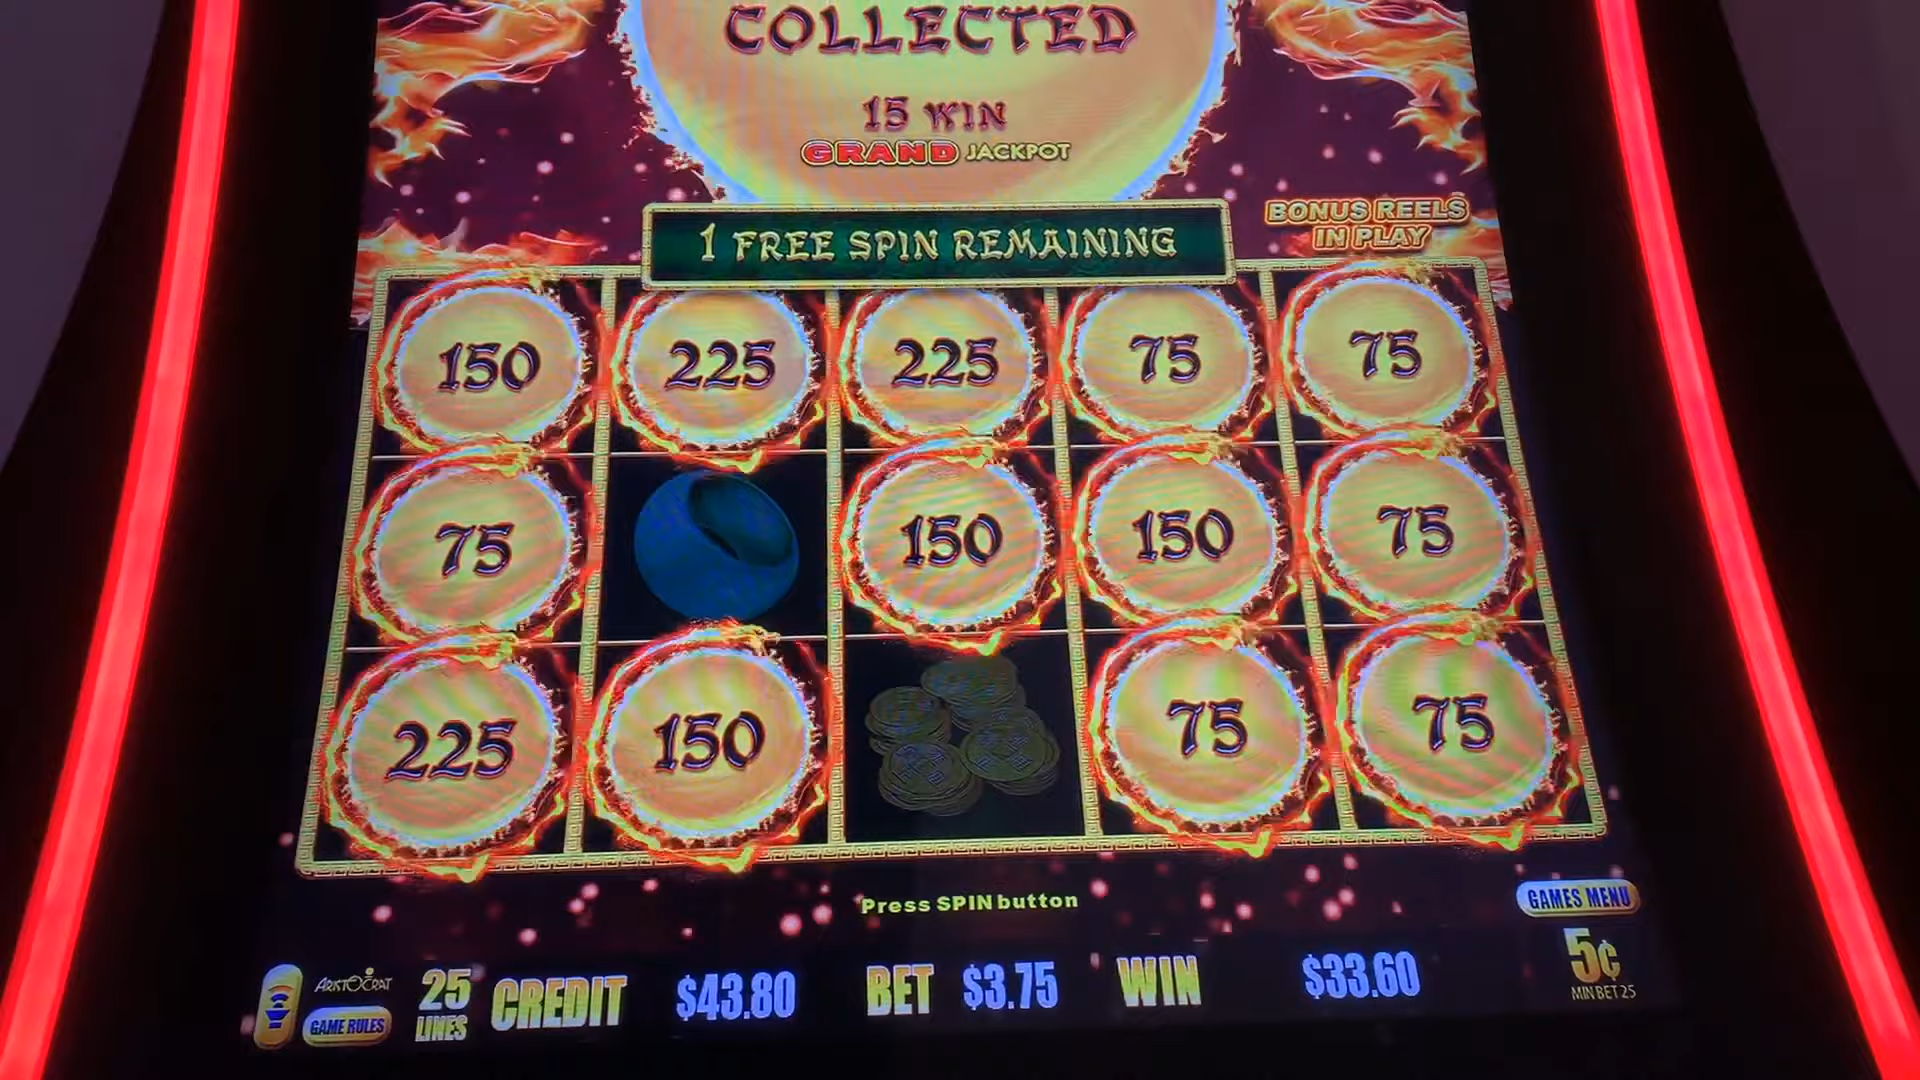 COLLECTED
15 WIN
GRAND JACKPOT
BONUS REELS
IN PLAY
1 FREE SPIN REMAINING
150 225 225 75 75
75 150 150 75
225 150 75 75
Press SPIN button
GAMES MENU
ARISTOCRAT
GAME RULES
25
LINES
CREDIT $43.80 BET $3.75 WIN $33.60
5¢
MIN BET 25